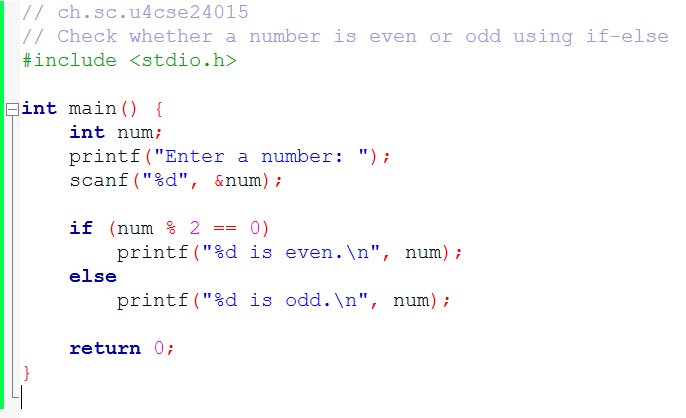 // ch.sc.u4cse24015
// Check whether a number is even or odd using if-else
#include <stdio.h>
int main() {
    int num;
    printf("Enter a number: ");
    scanf("%d", &num);
    if (num % 2 == 0)
        printf("%d is even.\n", num);
    else
        printf("%d is odd.\n", num);
    return 0;
}